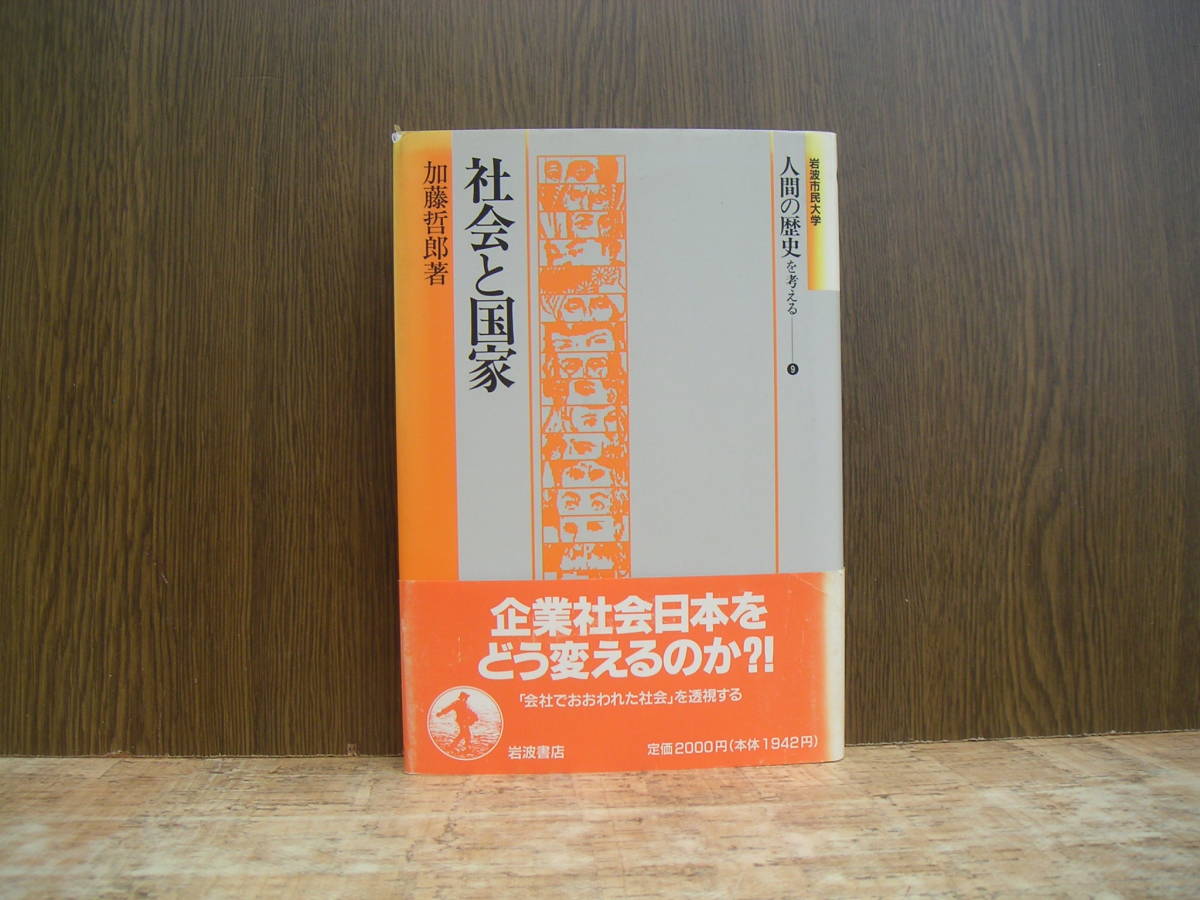 岩波市民大学
人間の歴史を考える──❾
社会と国家
加藤哲郎著
企業社会日本を
どう変えるのか?!
「会社でおおわれた社会」を透視する
岩波書店
定価2000円(本体1942円)